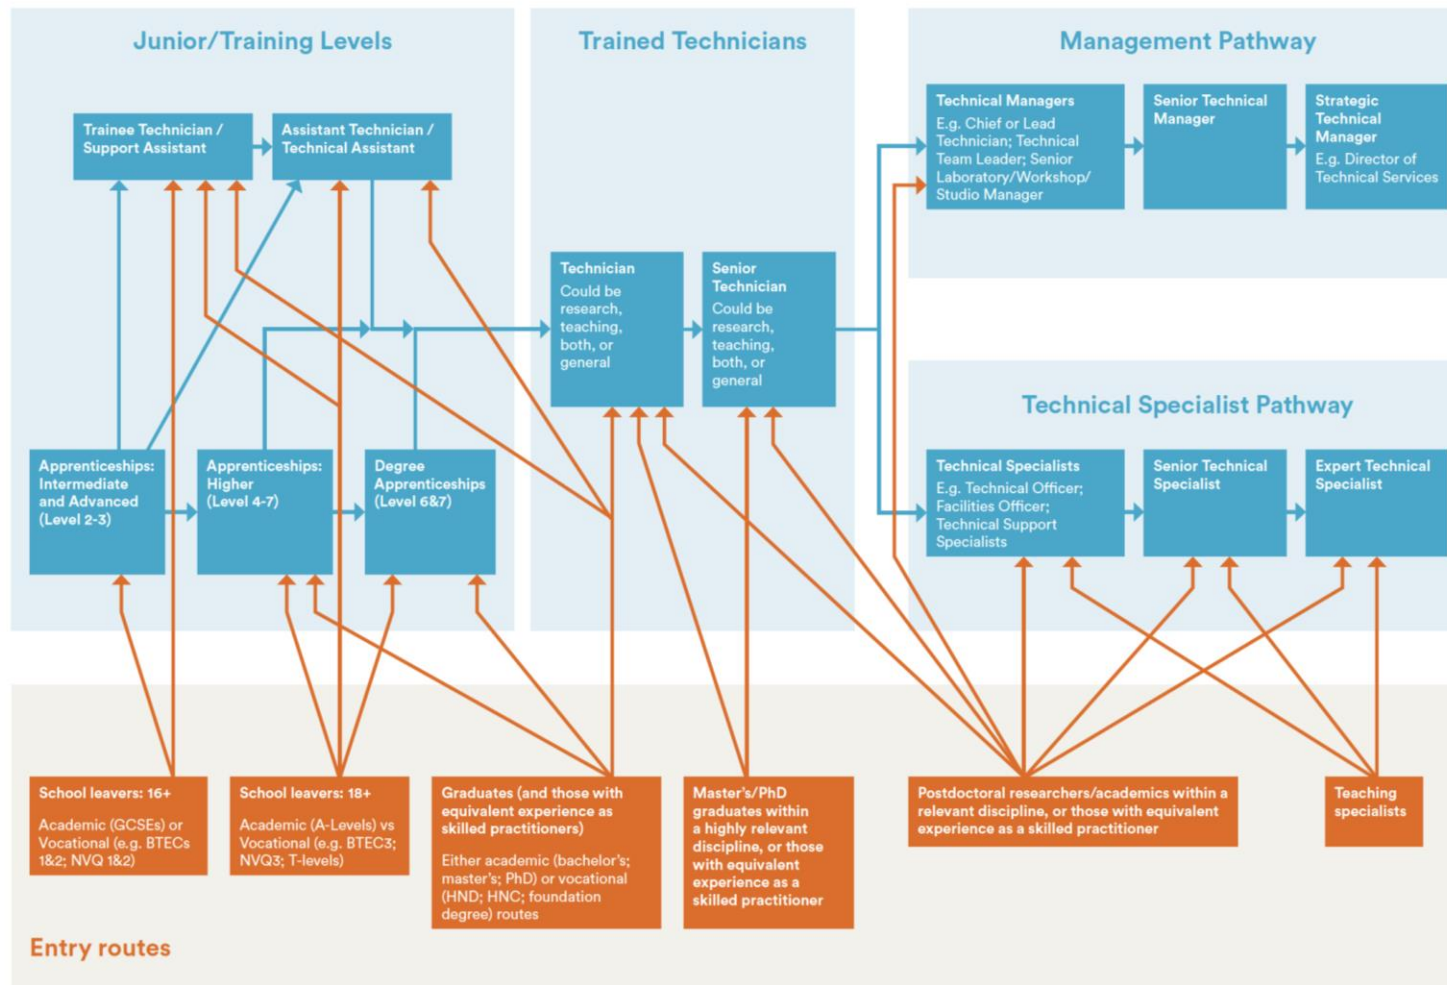 Junior/Training Levels
Trained Technicians
Management Pathway
Trainee Technician /
Support Assistant
Assistant Technician /
Technical Assistant
Technical Managers
E.g. Chief or Lead
Technician; Technical
Team Leader; Senior
Laboratory/Workshop/
Studio Manager
Senior Technical
Manager
Strategic
Technical
Manager
E.g. Director of
Technical Services
Technician
Could be
research,
teaching,
both, or
general
Senior
Technician
Could be
research,
teaching,
both, or
general
Technical Specialist Pathway
Apprenticeships:
Intermediate
and Advanced
(Level 2-3)
Apprenticeships:
Higher
(Level 4-7)
Degree
Apprenticeships
(Level 6&7)
Technical Specialists
E.g. Technical Officer;
Facilities Officer;
Technical Support
Specialists
Senior Technical
Specialist
Expert Technical
Specialist
School leavers: 16+
Academic (GCSEs) or
Vocational (e.g. BTECs
1&2; NVQ 1&2)
School leavers: 18+
Academic (A-Levels) vs
Vocational (e.g. BTEC3;
NVQ3; T-levels)
Graduates (and those with
equivalent experience as
skilled practitioners)
Either academic (bachelor's;
master's; PhD) or vocational
(HND; HNC; foundation
degree) routes
Master's/PhD
graduates within
a highly relevant
discipline, or those
with equivalent
experience as a
skilled practitioner
Postdoctoral researchers/academics within a
relevant discipline, or those with equivalent
experience as a skilled practitioner
Teaching
specialists
Entry routes